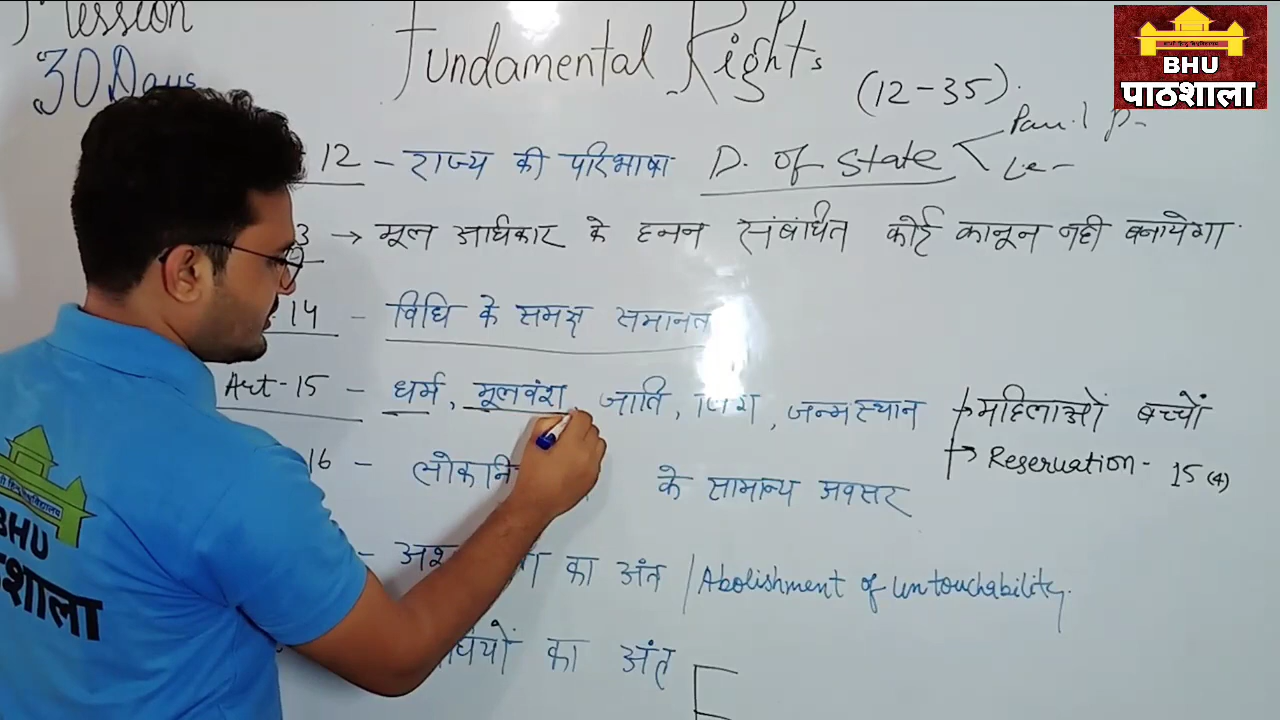 Mission
30 Days
Fundamental Rights
(12-35).
BHU
पाठशाला
12 - राज्य की परिभाषा D. of State
3 → मूल अधिकार के हनन संबंधित कोई कानून नही बनायेगा
14 - विधि के समक्ष समानता
Art-15 - धर्म, मूलवंश, जाति, लिंग, जन्मस्थान → महिलाओं बच्चों
→ Reservation - 15(4)
16 - के सामान्य अवसर
- का अंत / Abolishment of untouchability.
का अंत
BHU